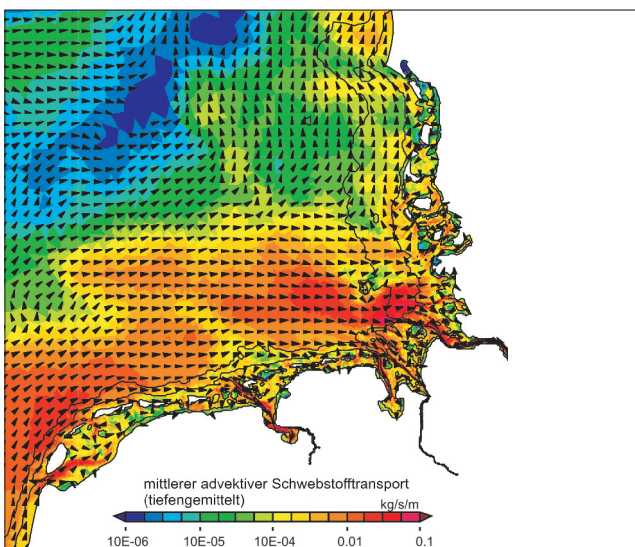 mittlerer advektiver Schwebstofftransport
(tiefengemittelt)
kg/s/m
10E-06 10E-05 10E-04 0.01 0.1